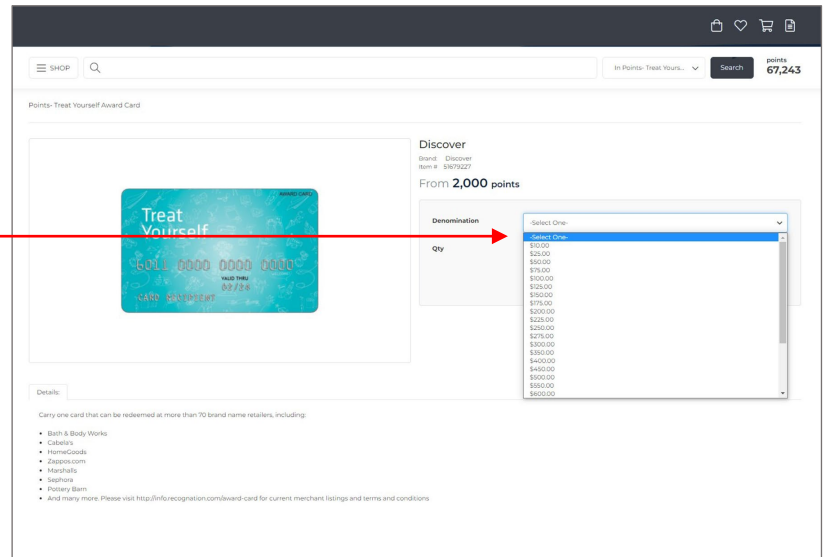 SHOP
In Points- Treat Yours...
Search
points
67,243
Points- Treat Yourself Award Card
AWARD CARD
Treat
Yourself
6011 0000 0000 0000
VALID THRU
02/26
CARD RECIPIENT
Discover
Brand: Discover
Item # 51679227
From 2,000 points
Denomination
-Select One-
-Select One-
$10.00
$25.00
$50.00
$75.00
$100.00
$125.00
$150.00
$175.00
$200.00
$225.00
$250.00
$275.00
$300.00
$350.00
$400.00
$450.00
$500.00
$550.00
$600.00
Qty
Details:
Carry one card that can be redeemed at more than 70 brand name retailers, including:
• Bath & Body Works
• Cabela's
• HomeGoods
• Zappos.com
• Marshalls
• Sephora
• Pottery Barn
• And many more. Please visit http://info.recognation.com/award-card for current merchant listings and terms and conditions